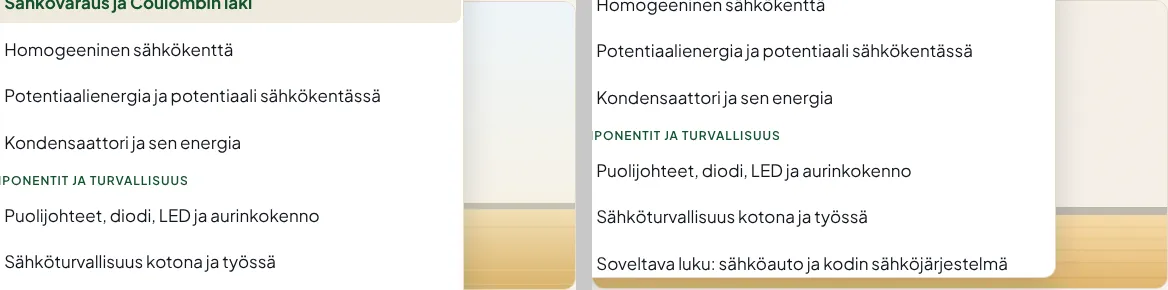 Sähkövaraus ja Coulombin laki
Homogeeninen sähkökenttä
Potentiaalienergia ja potentiaali sähkökentässä
Kondensaattori ja sen energia
PONENTIT JA TURVALLISUUS
Puolijohteet, diodi, LED ja aurinkokenno
Sähköturvallisuus kotona ja työssä
Homogeeninen sähkökenttä
Potentiaalienergia ja potentiaali sähkökentässä
Kondensaattori ja sen energia
PONENTIT JA TURVALLISUUS
Puolijohteet, diodi, LED ja aurinkokenno
Sähköturvallisuus kotona ja työssä
Soveltava luku: sähköauto ja kodin sähköjärjestelmä